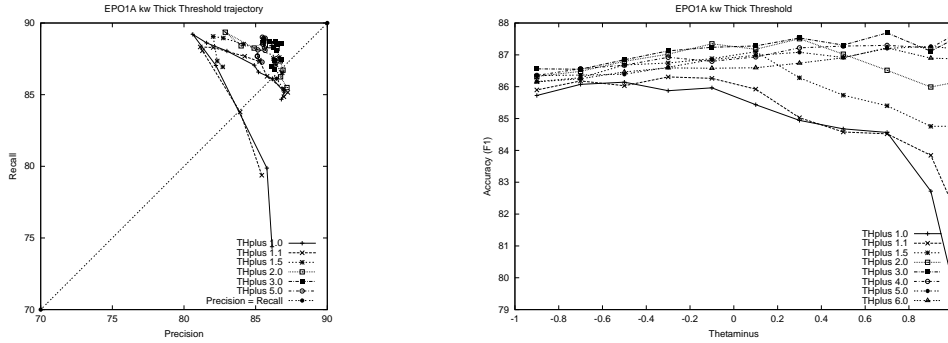 EPO1A kw Thick Threshold trajectory
90
85
80
75
70
70
75
80
85
90
Recall
Precision
THplus 1.0
THplus 1.1
THplus 1.5
THplus 2.0
THplus 3.0
THplus 5.0
Precision = Recall
EPO1A kw Thick Threshold
88
87
86
85
84
83
82
81
80
79
-1
-0.8
-0.6
-0.4
-0.2
0
0.2
0.4
0.6
0.8
Accuracy (F1)
Thetaminus
THplus 1.0
THplus 1.1
THplus 1.5
THplus 2.0
THplus 3.0
THplus 4.0
THplus 5.0
THplus 6.0